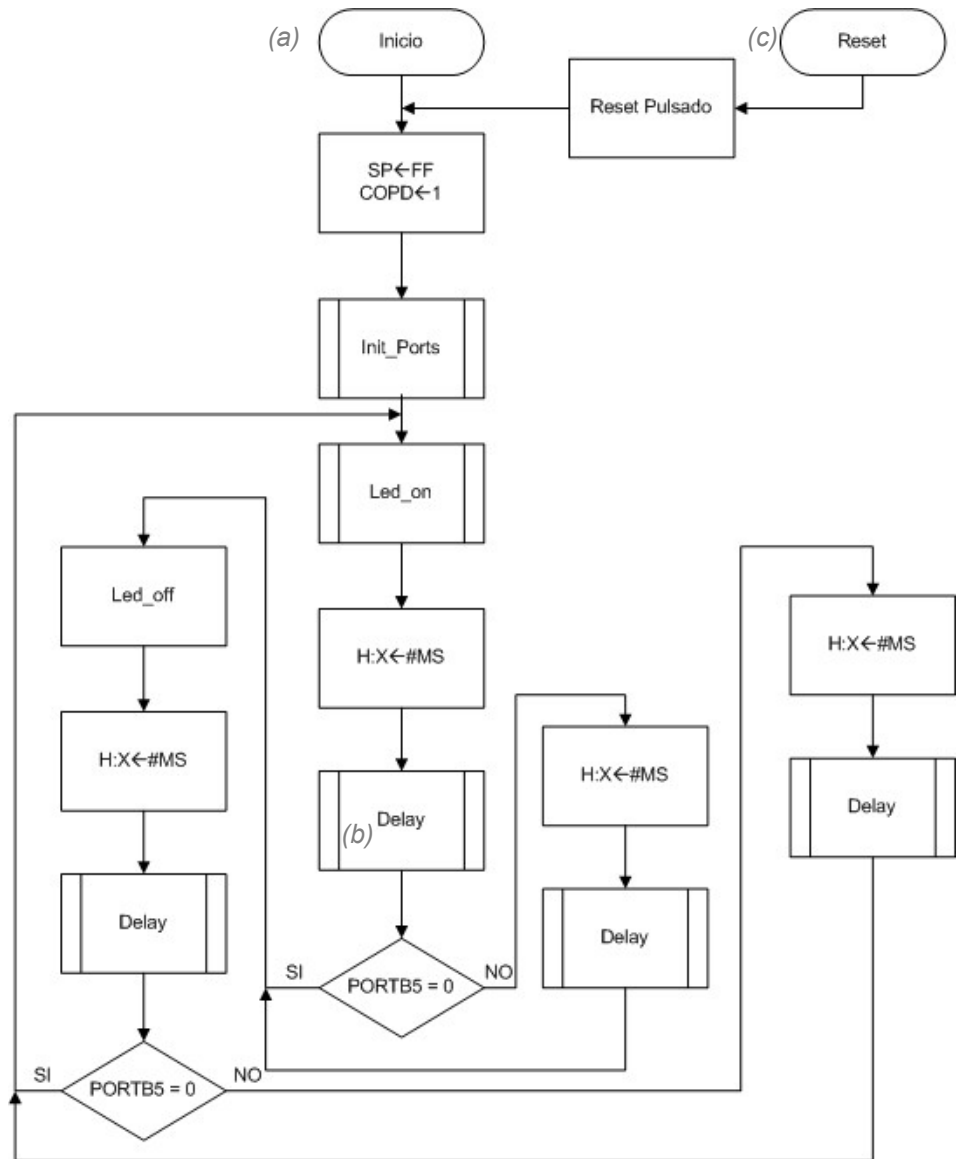 (a)
Inicio
(c)
Reset
Reset Pulsado
SP←FF
COPD←1
Init_Ports
Led_on
H:X←#MS
Delay
(b)
PORTB5 = 0
SI
NO
H:X←#MS
Delay
Led_off
H:X←#MS
Delay
PORTB5 = 0
SI
NO
H:X←#MS
Delay